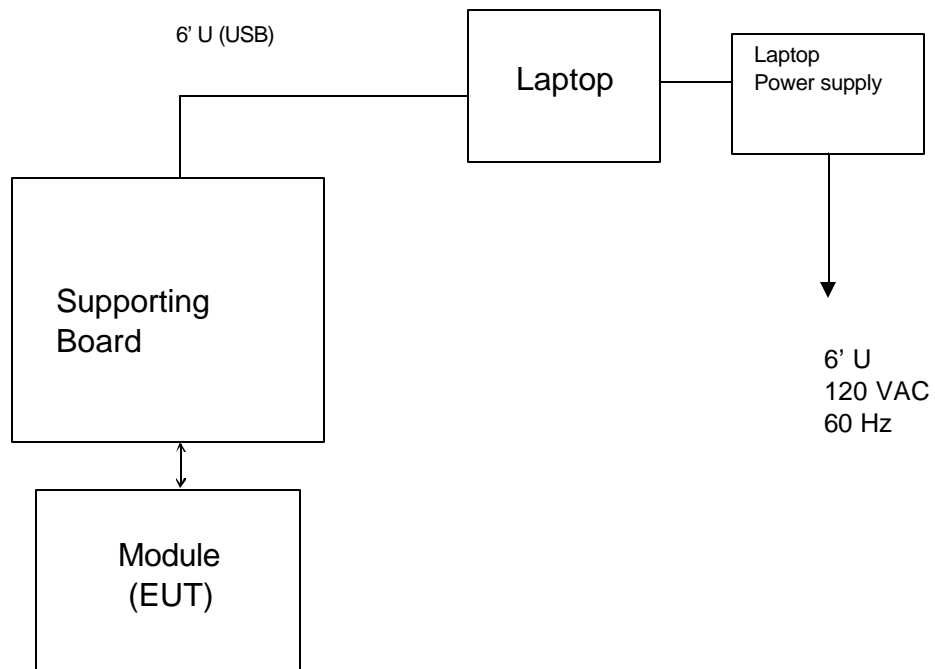 6’ U (USB)
Laptop
Laptop
Power supply
Supporting
Board
6’ U
120 VAC
60 Hz
Module
(EUT)